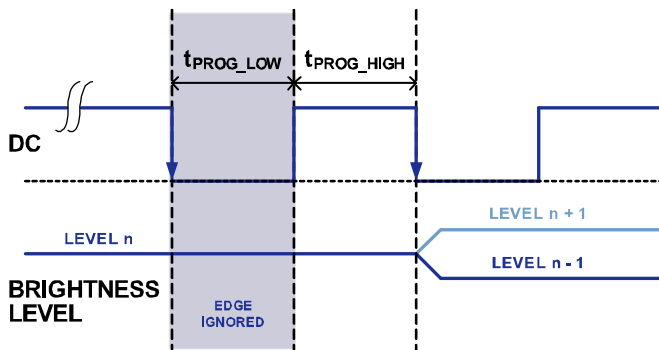 tPROG_LOW tPROG_HIGH
DC
LEVEL n + 1
LEVEL n
LEVEL n - 1
BRIGHTNESS
LEVEL
EDGE
IGNORED